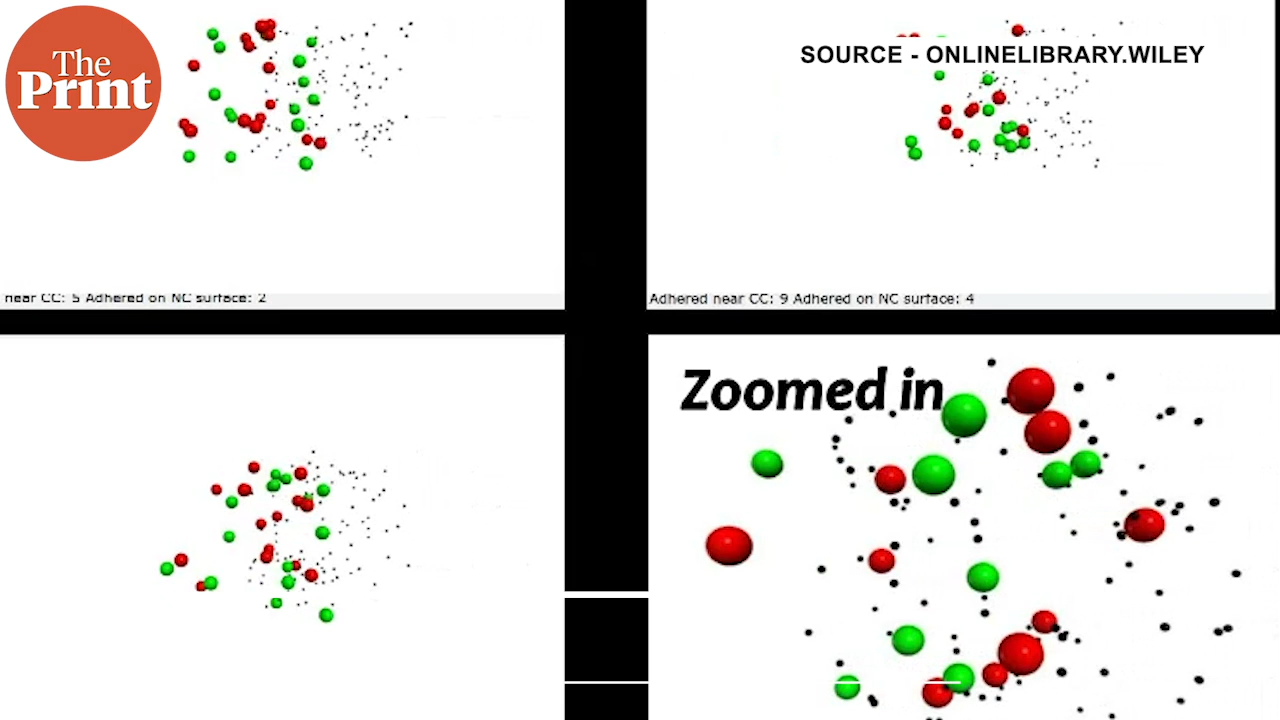 The
Print
SOURCE - ONLINELIBRARY.WILEY
near CC: 5 Adhered on NC surface: 2
Adhered near CC: 9 Adhered on NC surface: 4
Zoomed in